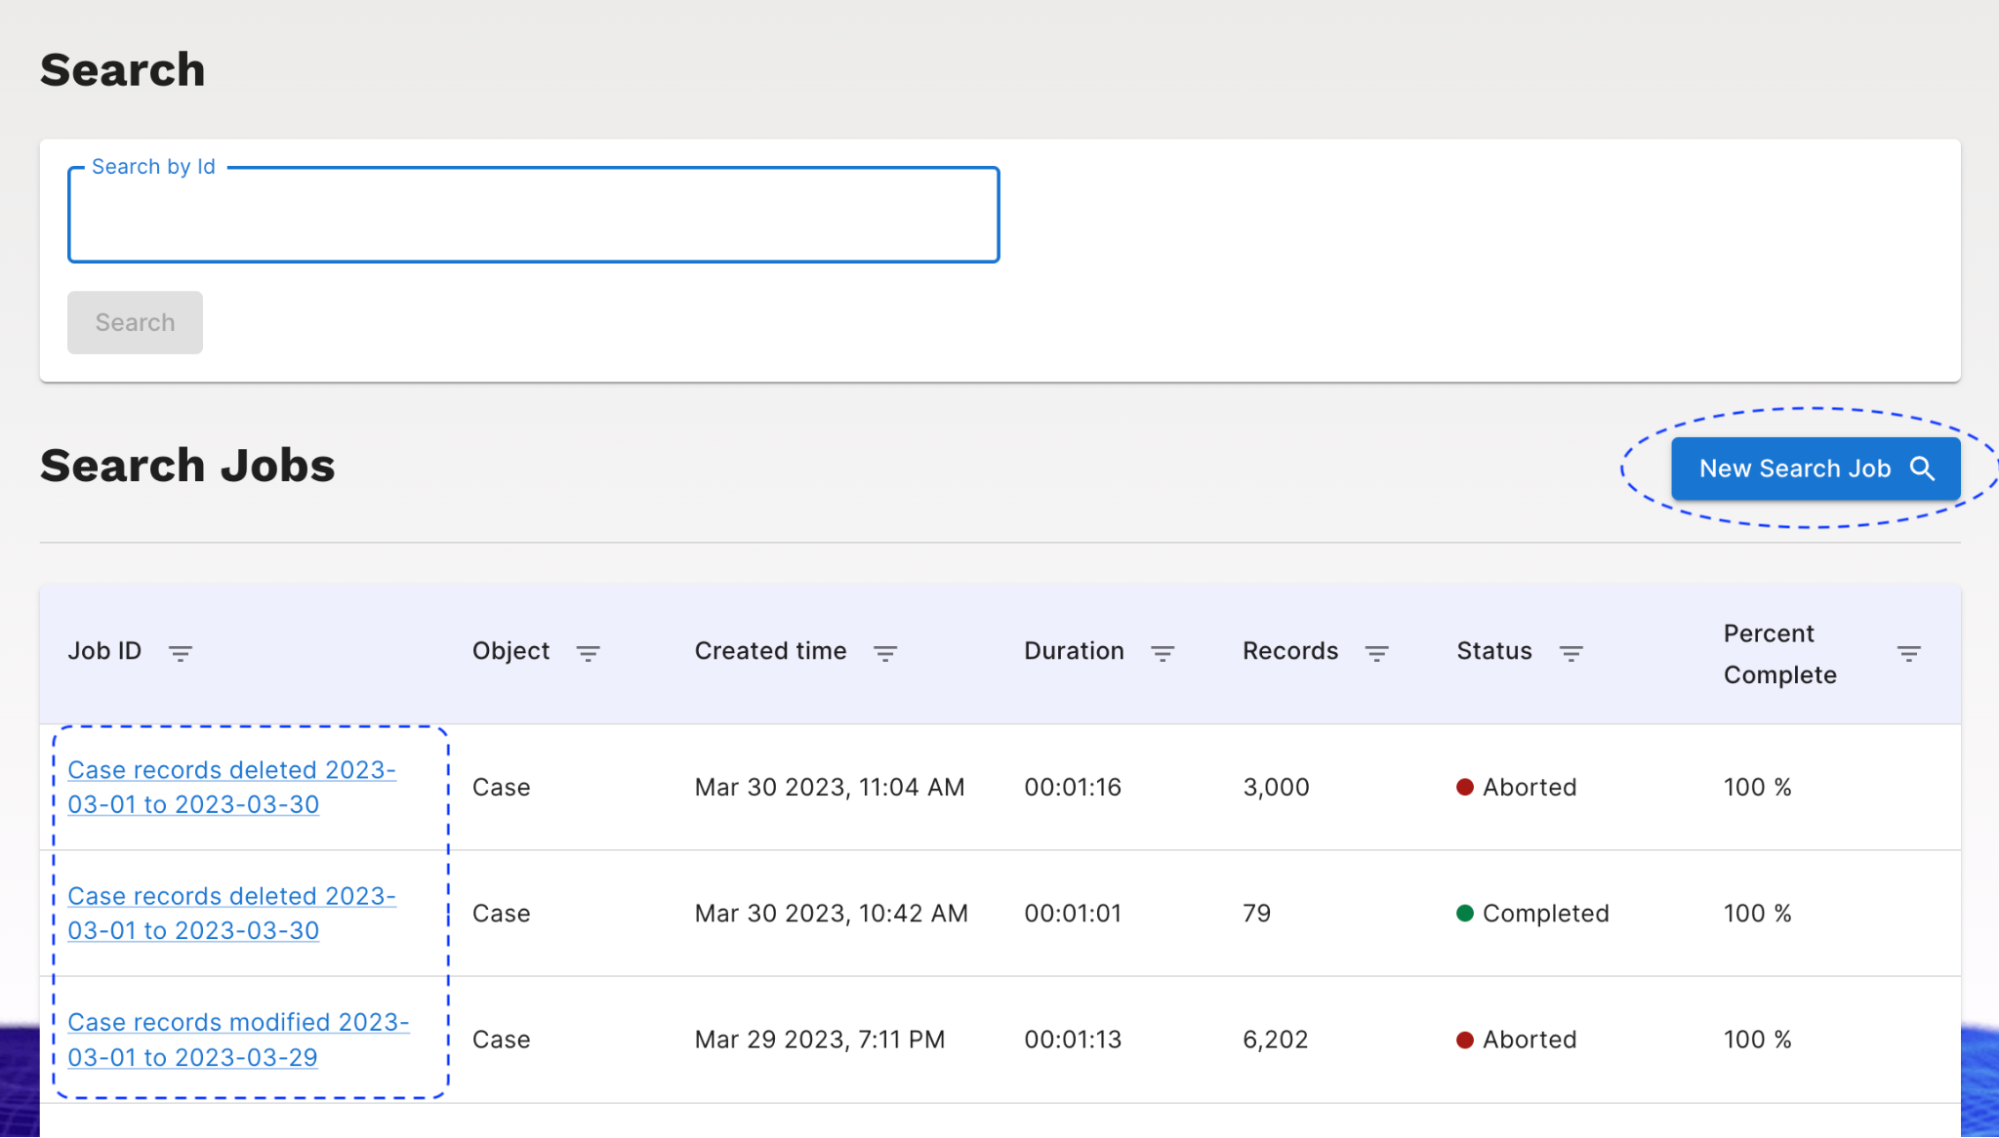 Search
Search by Id
Search
Search Jobs
New Search Job
Job ID
Object
Created time
Duration
Records
Status
Percent
Complete
Case records deleted 2023-
03-01 to 2023-03-30
Case
Mar 30 2023, 11:04 AM
00:01:16
3,000
Aborted
100 %
Case records deleted 2023-
03-01 to 2023-03-30
Case
Mar 30 2023, 10:42 AM
00:01:01
79
Completed
100 %
Case records modified 2023-
03-01 to 2023-03-29
Case
Mar 29 2023, 7:11 PM
00:01:13
6,202
Aborted
100 %